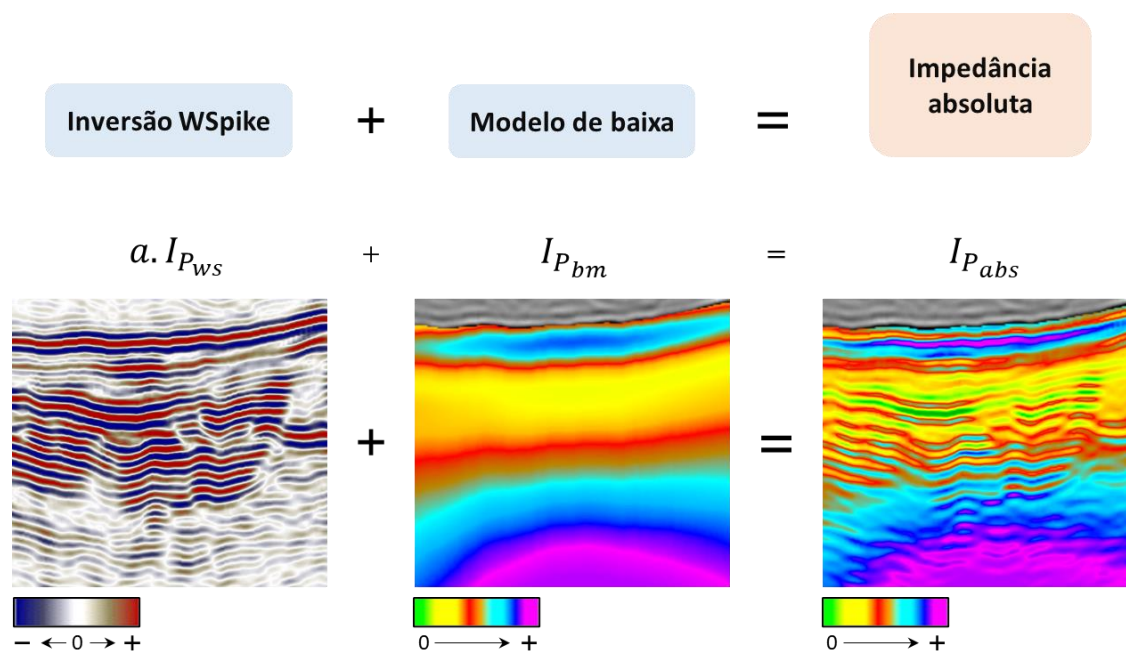 Inversão WSpike
+
Modelo de baixa
=
Impedância
absoluta
a. I_{P_{ws}}
+
I_{P_{bm}}
=
I_{P_{abs}}
+
=
− ← 0 → +
0 → +
0 → +